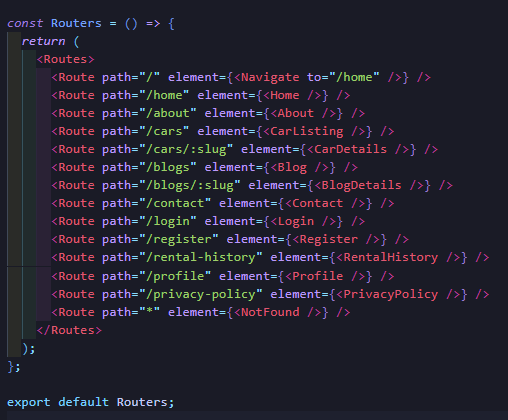 const Routers = () => {
  return (
    <Routes>
      <Route path="/" element={<Navigate to="/home" />} />
      <Route path="/home" element={<Home />} />
      <Route path="/about" element={<About />} />
      <Route path="/cars" element={<CarListing />} />
      <Route path="/cars/:slug" element={<CarDetails />} />
      <Route path="/blogs" element={<Blog />} />
      <Route path="/blogs/:slug" element={<BlogDetails />} />
      <Route path="/contact" element={<Contact />} />
      <Route path="/login" element={<Login />} />
      <Route path="/register" element={<Register />} />
      <Route path="/rental-history" element={<RentalHistory />} />
      <Route path="/profile" element={<Profile />} />
      <Route path="/privacy-policy" element={<PrivacyPolicy />} />
      <Route path="*" element={<NotFound />} />
    </Routes>
  );
};
export default Routers;